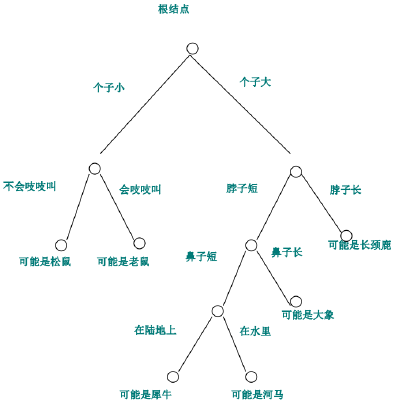 根结点
个子小
个子大
不会吱吱叫
会吱吱叫
脖子短
脖子长
可能是松鼠
可能是老鼠
鼻子短
鼻子长
可能是长颈鹿
可能是大象
在陆地上
在水里
可能是犀牛
可能是河马